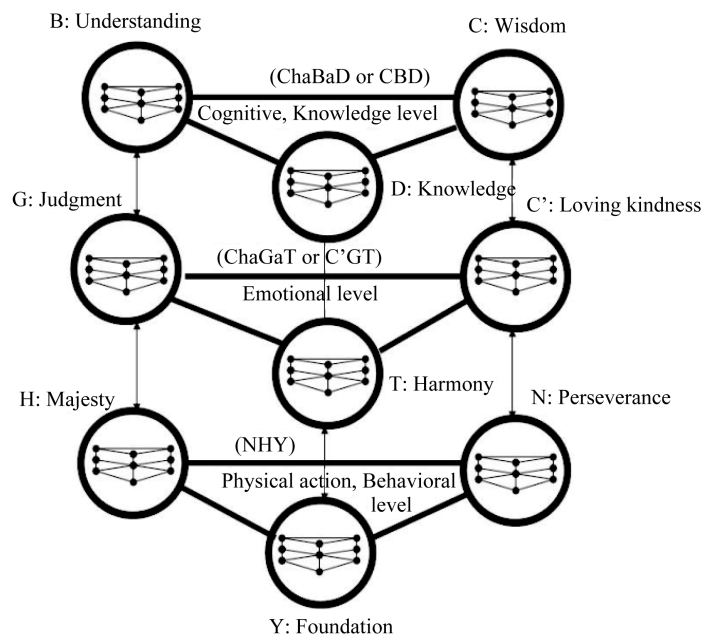 B: Understanding
C: Wisdom
(ChaBaD or CBD)
Cognitive, Knowledge level
D: Knowledge
G: Judgment
C’: Loving kindness
(ChaGaT or C’GT)
Emotional level
T: Harmony
H: Majesty
N: Perseverance
(NHY)
Physical action, Behavioral
level
Y: Foundation